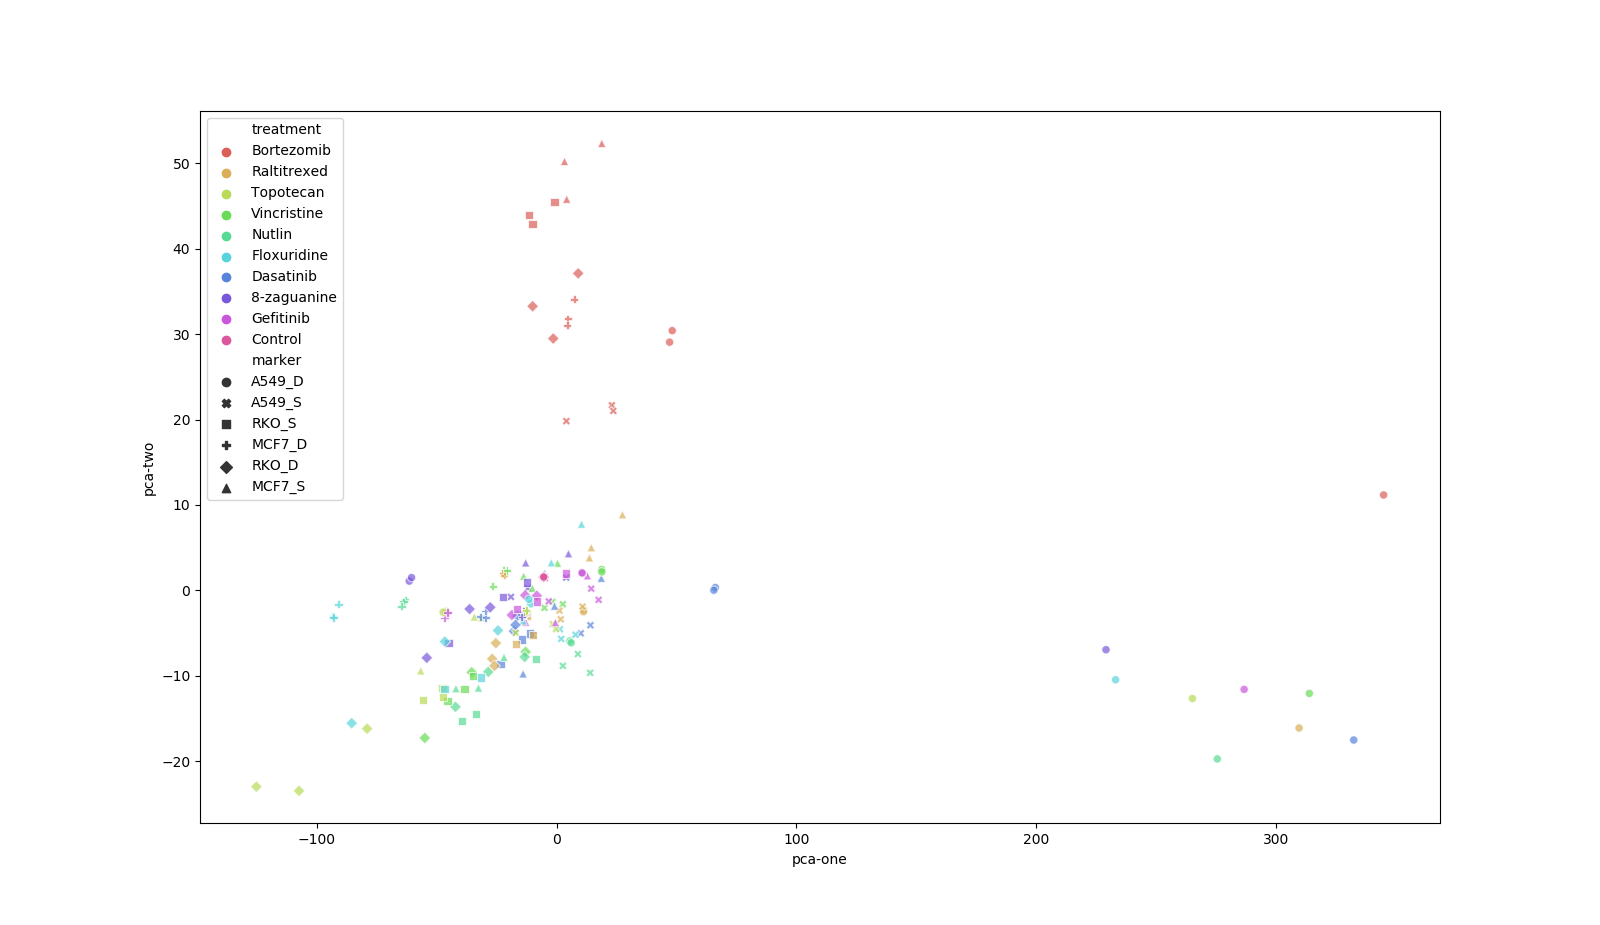 treatment
Bortezomib
Raltitrexed
Topotecan
Vincristine
Nutlin
Floxuridine
Dasatinib
8-zaguanine
Gefitinib
Control
marker
A549_D
A549_S
RKO_S
MCF7_D
RKO_D
MCF7_S
pca-two
50
40
30
20
10
0
−10
−20
−100
0
100
200
300
pca-one